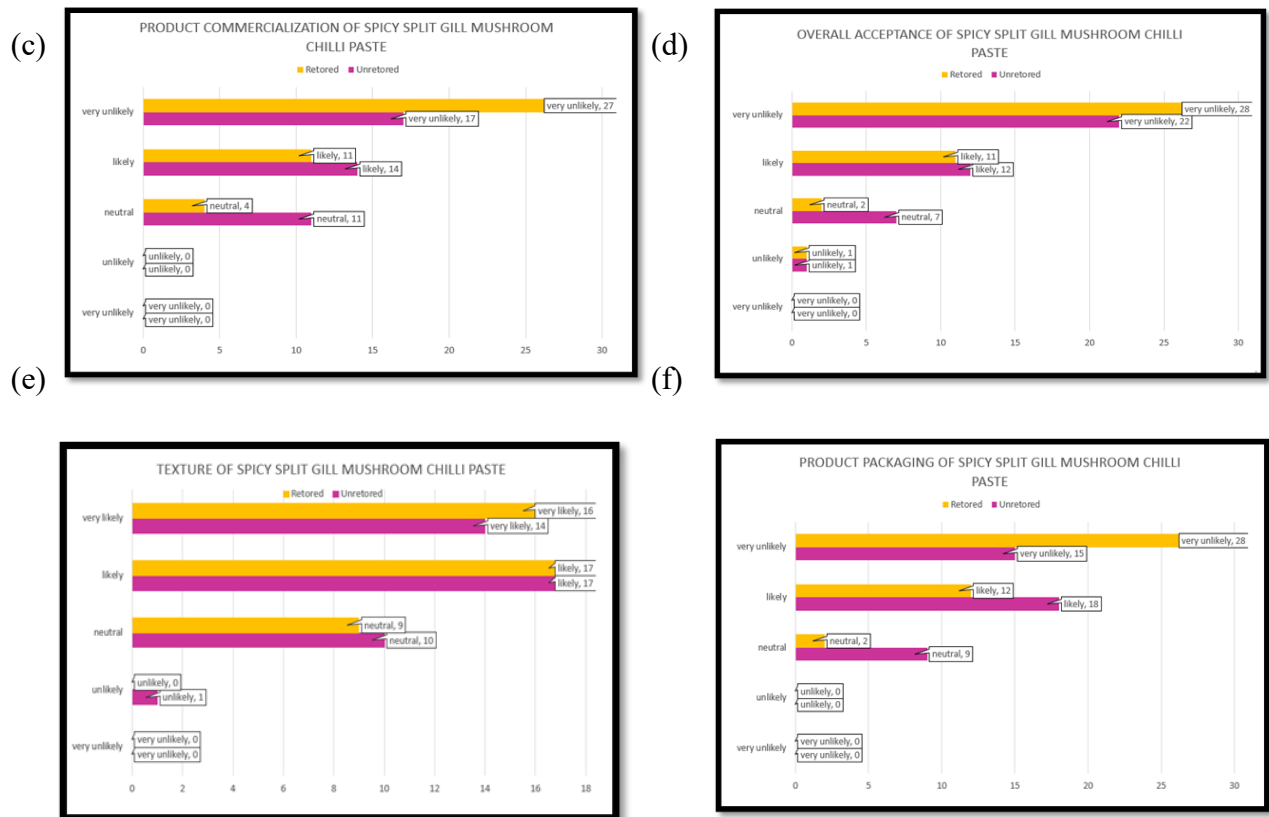 (c)
PRODUCT COMMERCIALIZATION OF SPICY SPLIT GILL MUSHROOM
CHILLI PASTE
Retored Unretored
very unlikely
very unlikely, 27
very unlikely, 17
likely
likely, 11
likely, 14
neutral
neutral, 4
neutral, 11
unlikely
unlikely, 0
unlikely, 0
very unlikely
very unlikely, 0
very unlikely, 0
0 5 10 15 20 25 30
(d)
OVERALL ACCEPTANCE OF SPICY SPLIT GILL MUSHROOM CHILLI
PASTE
Retored Unretored
very unlikely
very unlikely, 28
very unlikely, 22
likely
likely, 11
likely, 12
neutral
neutral, 2
neutral, 7
unlikely
unlikely, 1
unlikely, 1
very unlikely
very unlikely, 0
very unlikely, 0
0 5 10 15 20 25 30
(e)
TEXTURE OF SPICY SPLIT GILL MUSHROOM CHILLI PASTE
Retored Unretored
very likely
very likely, 16
very likely, 14
likely
likely, 17
likely, 17
neutral
neutral, 9
neutral, 10
unlikely
unlikely, 0
unlikely, 1
very unlikely
very unlikely, 0
very unlikely, 0
0 2 4 6 8 10 12 14 16 18
(f)
PRODUCT PACKAGING OF SPICY SPLIT GILL MUSHROOM CHILLI
PASTE
Retored Unretored
very unlikely
very unlikely, 28
very unlikely, 15
likely
likely, 12
likely, 18
neutral
neutral, 2
neutral, 9
unlikely
unlikely, 0
unlikely, 0
very unlikely
very unlikely, 0
very unlikely, 0
0 5 10 15 20 25 30